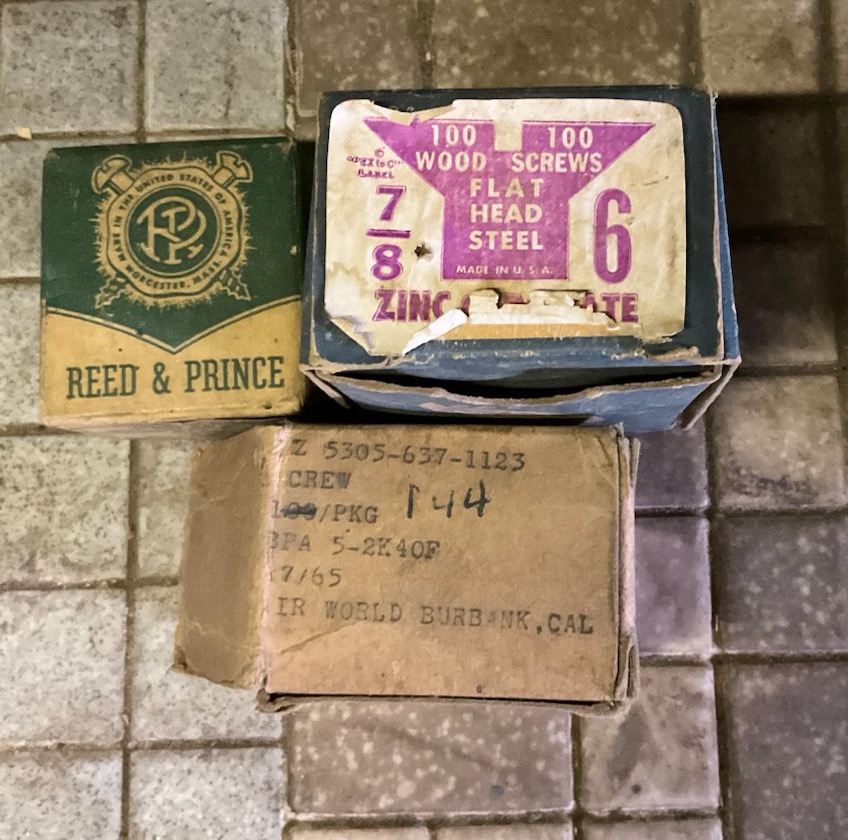 MADE IN THE UNITED STATES OF AMERICA
RP
WORCESTER, MASS.
REED & PRINCE
100 100
WOOD SCREWS
©
LABEL
FLAT
HEAD
STEEL
7/8
6
MADE IN U.S.A.
ZINC
Z 5305-637-1123
CREW
/PKG 144
BPA 5-2K40F
7/65
IR WORLD BURBANK, CAL